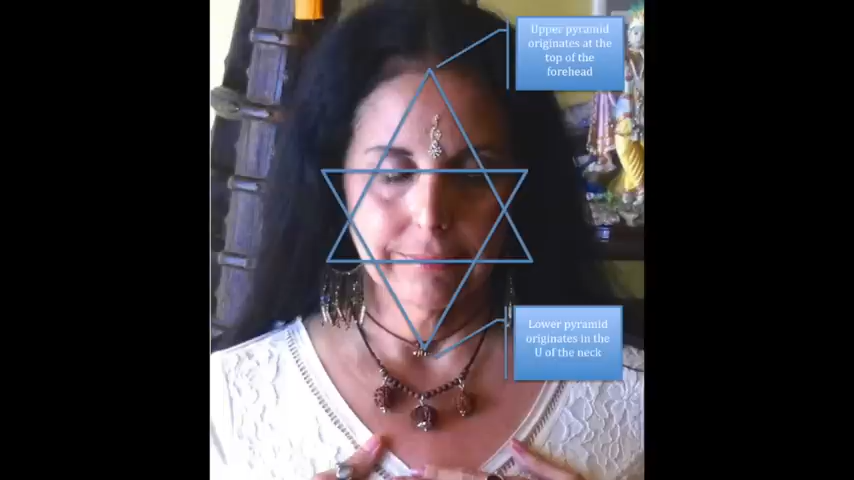 Upper pyramid
originates at the
top of the
forehead
Lower pyramid
originates in the
U of the neck